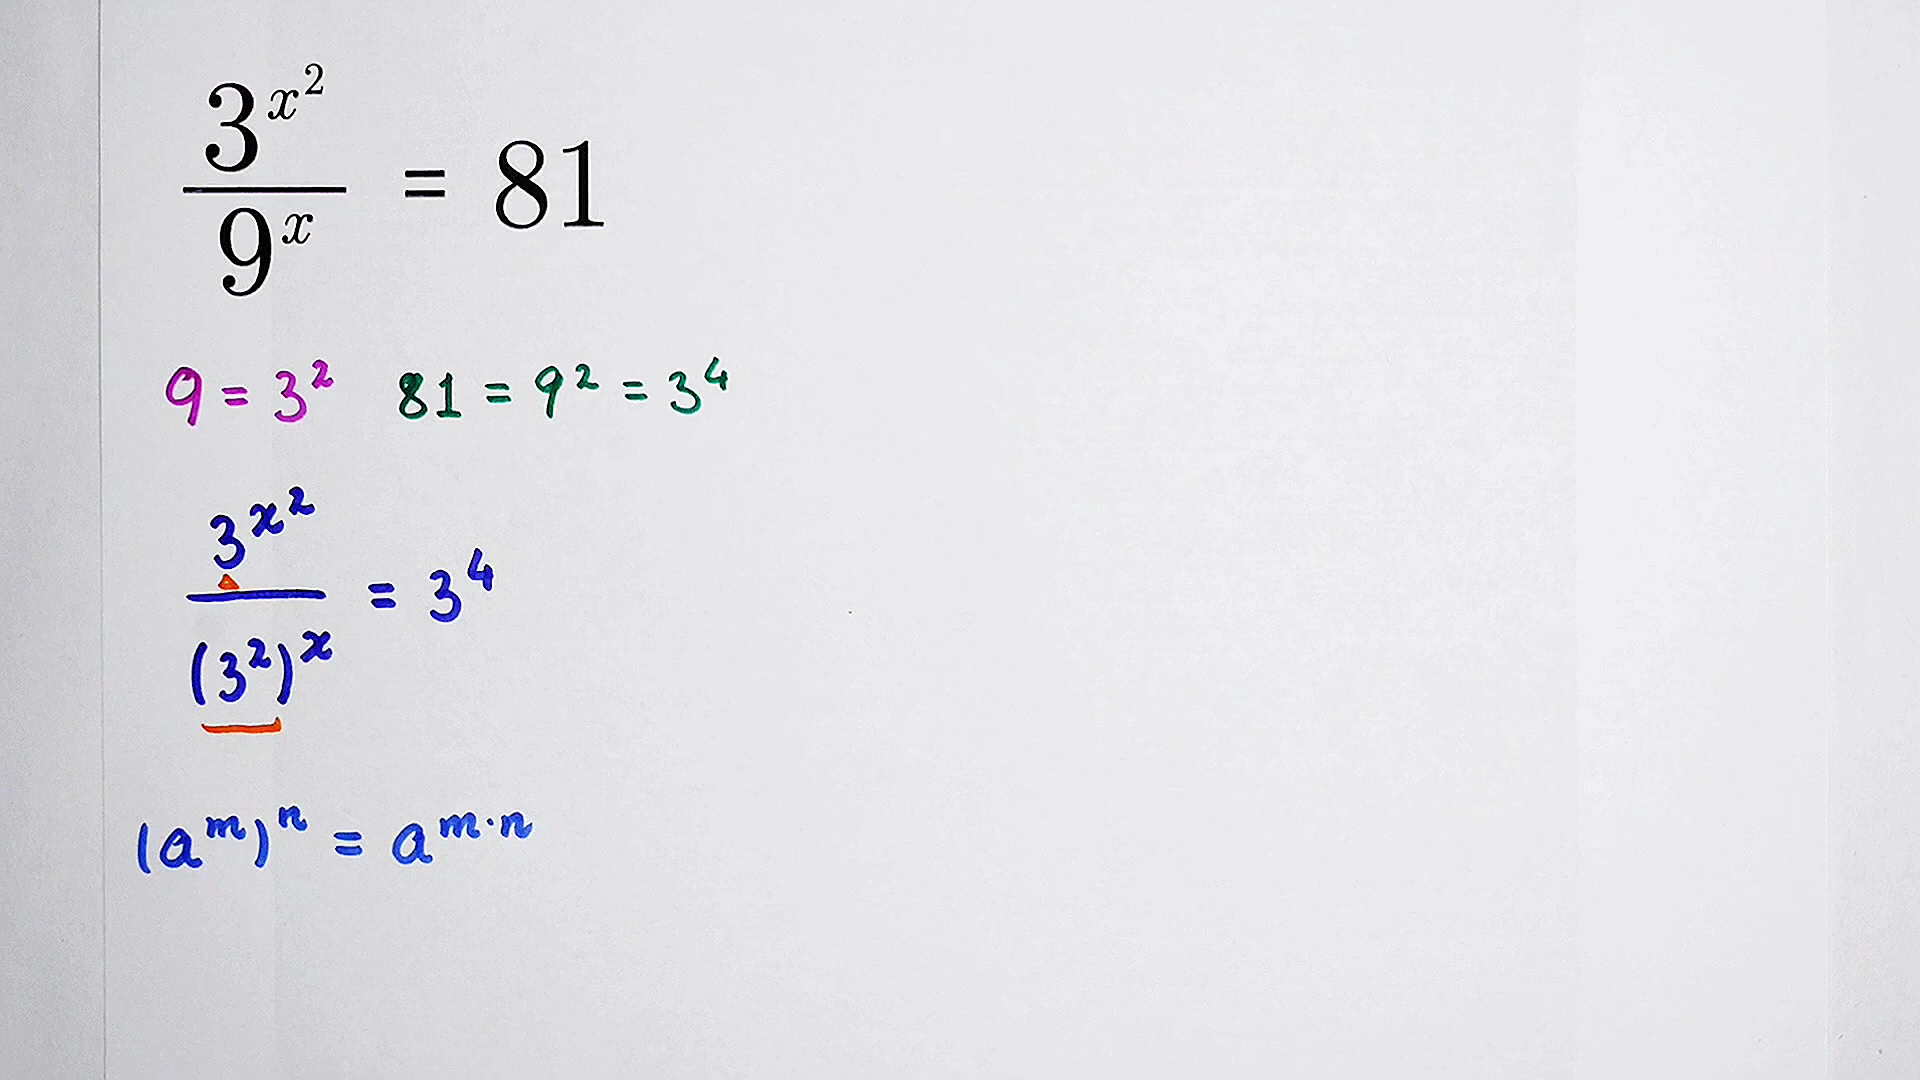 3^{x^2} / 9^x = 81
9 = 3^2   81 = 9^2 = 3^4
3^{x^2} / (3^2)^x = 3^4
(a^m)^n = a^{m·n}